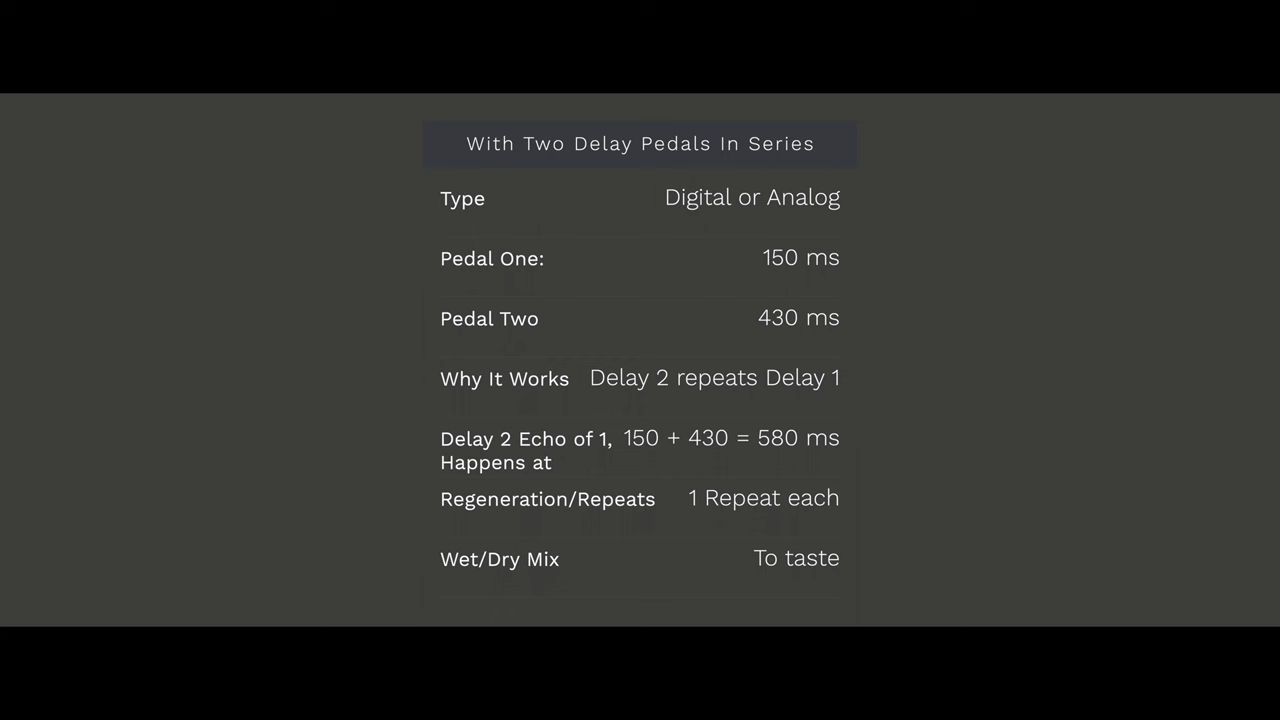 With Two Delay Pedals In Series
Type Digital or Analog
Pedal One: 150 ms
Pedal Two 430 ms
Why It Works Delay 2 repeats Delay 1
Delay 2 Echo of 1, 150 + 430 = 580 ms
Happens at
Regeneration/Repeats 1 Repeat each
Wet/Dry Mix To taste